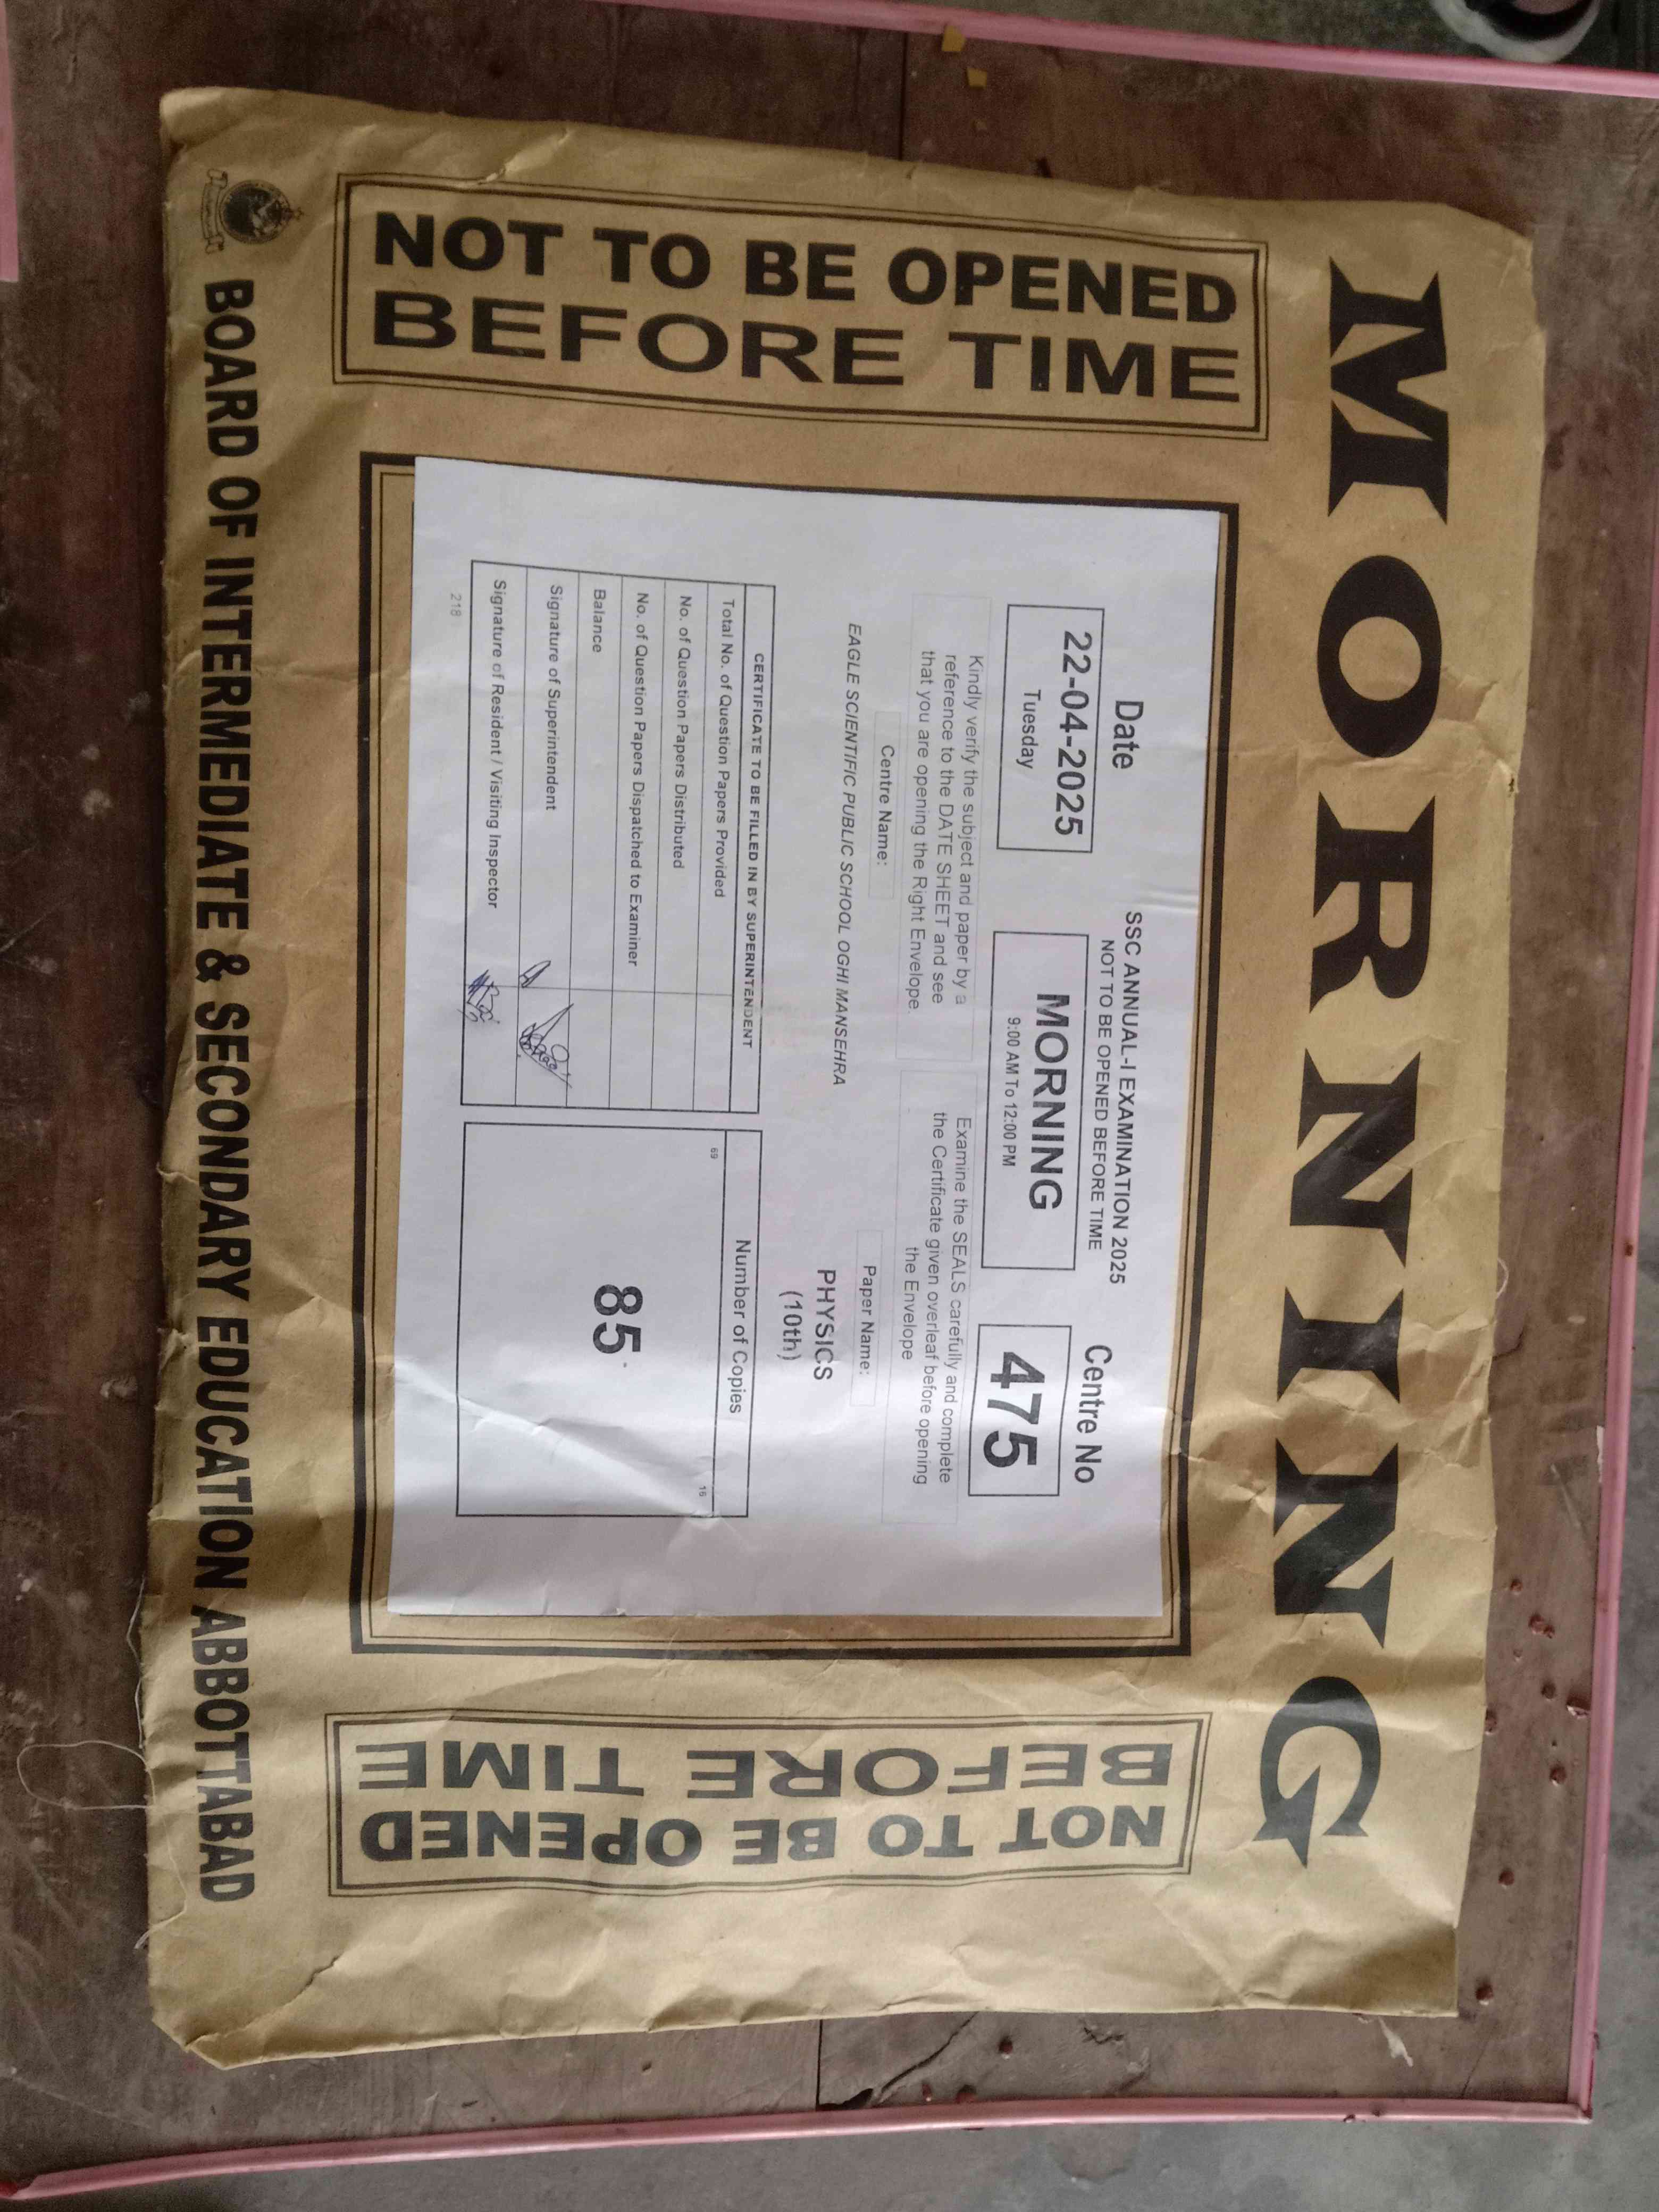 MORNING
NOT TO BE OPENED
BEFORE TIME
SSC ANNUAL-I EXAMINATION 2025
NOT TO BE OPENED BEFORE TIME
Date
22-04-2025
Tuesday
MORNING
9:00 AM To 12:00 PM
Centre No
475
Kindly verify the subject and paper by a
reference to the DATE SHEET and see
that you are opening the Right Envelope.
Examine the SEALS carefully and complete
the Certificate given overleaf before opening
the Envelope
Centre Name:
EAGLE SCIENTIFIC PUBLIC SCHOOL OGHI MANSEHRA
Paper Name:
PHYSICS
(10th)
CERTIFICATE TO BE FILLED IN BY SUPERINTENDENT
Total No. of Question Papers Provided
No. of Question Papers Distributed
No. of Question Papers Dispatched to Examiner
Balance
Signature of Superintendent
Signature of Resident / Visiting Inspector
218
Number of Copies
69
16
85
NOT TO BE OPENED
BEFORE TIME
BOARD OF INTERMEDIATE & SECONDARY EDUCATION ABBOTTABAD